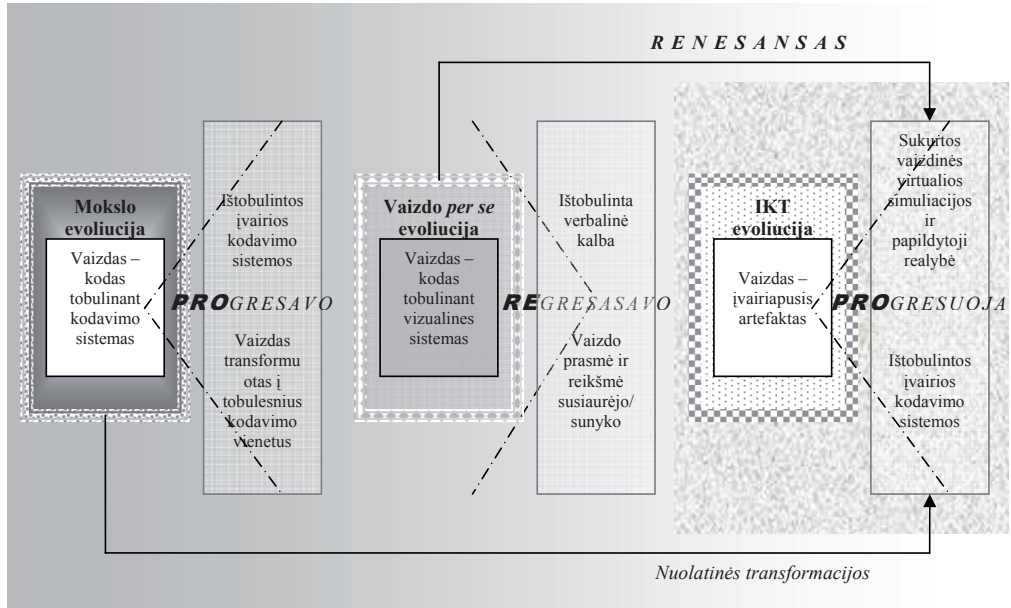 RENESANSAS
Mokslo
evoliucija
Vaizdas –
kodas
tobulinant
kodavimo
sistemas
Ištobulintos
įvairios
kodavimo
sistemos
PROGRESAVO
Vaizdas
transformu
otas į
tobulesnius
kodavimo
vienetus
Vaizdo per se
evoliucija
Vaizdas –
kodas
tobulinant
vizualines
sistemas
Ištobulinta
verbalinė
kalba
REGRESASAVO
Vaizdo
prasmė ir
reikšmė
susiaurėjo/
sunyko
IKT
evoliucija
Vaizdas –
įvairiapusis
artefaktas
Sukurtos
vaizdinės
virtualios
simuliacijos
ir
papildytoji
realybė
PROGRESUOJA
Ištobulintos
įvairios
kodavimo
sistemos
Nuolatinės transformacijos